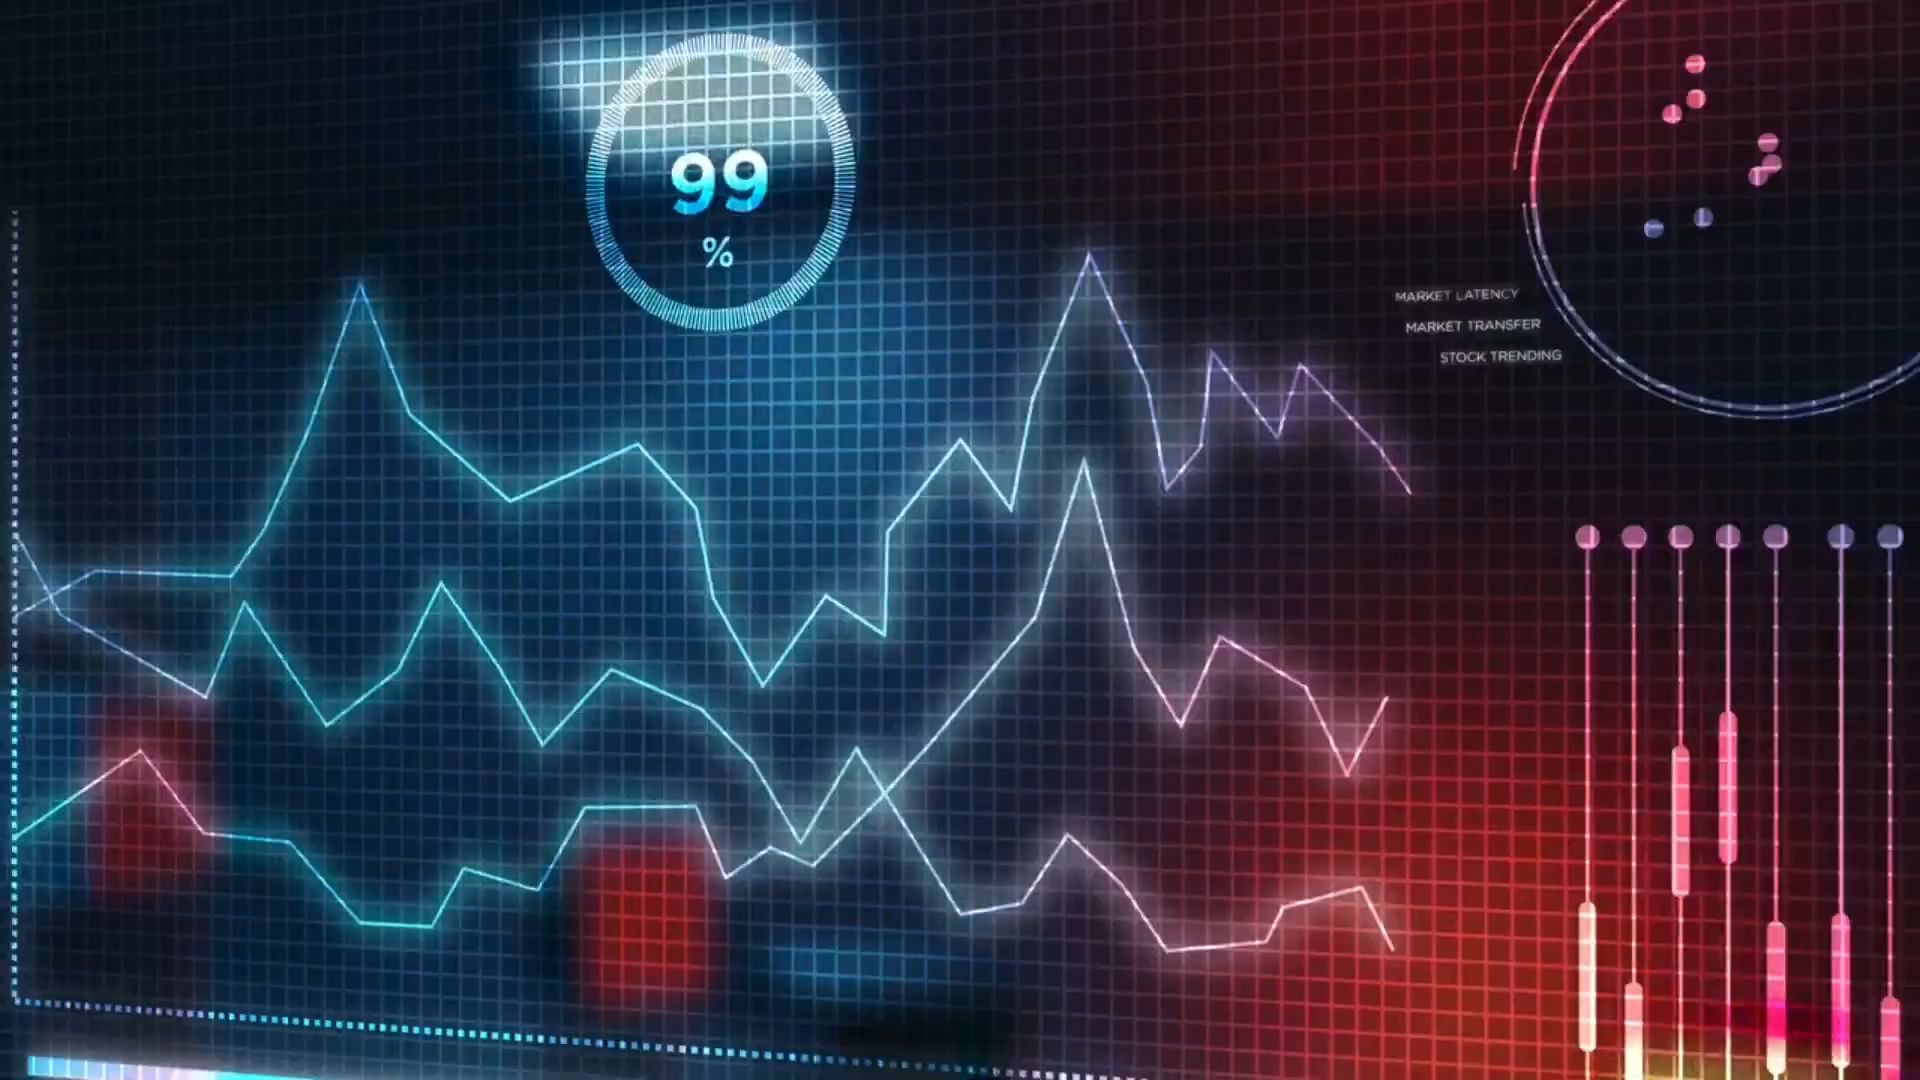 99
%
MARKET LATENCY
MARKET TRANSFER
STOCK TRENDING